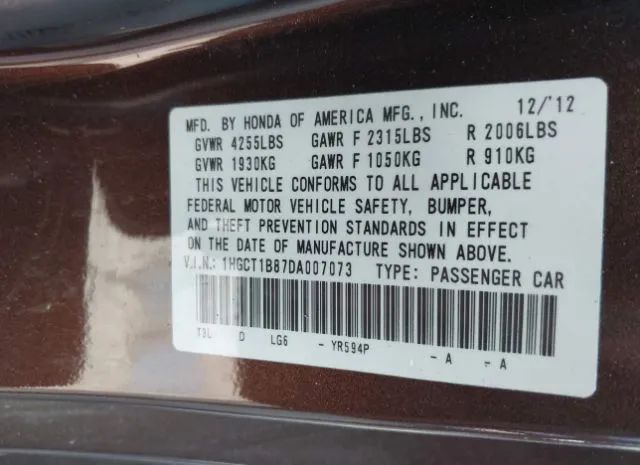 MFD. BY HONDA OF AMERICA MFG., INC. 12/'12
GVWR 4255LBS GAWR F 2315LBS R 2006LBS
GVWR 1930KG GAWR F 1050KG R 910KG
THIS VEHICLE CONFORMS TO ALL APPLICABLE
FEDERAL MOTOR VEHICLE SAFETY, BUMPER,
AND THEFT PREVENTION STANDARDS IN EFFECT
ON THE DATE OF MANUFACTURE SHOWN ABOVE.
V.I.N.: 1HGCT1B87DA007073 TYPE: PASSENGER CAR
T3L D LG6 - YR594P - A - A